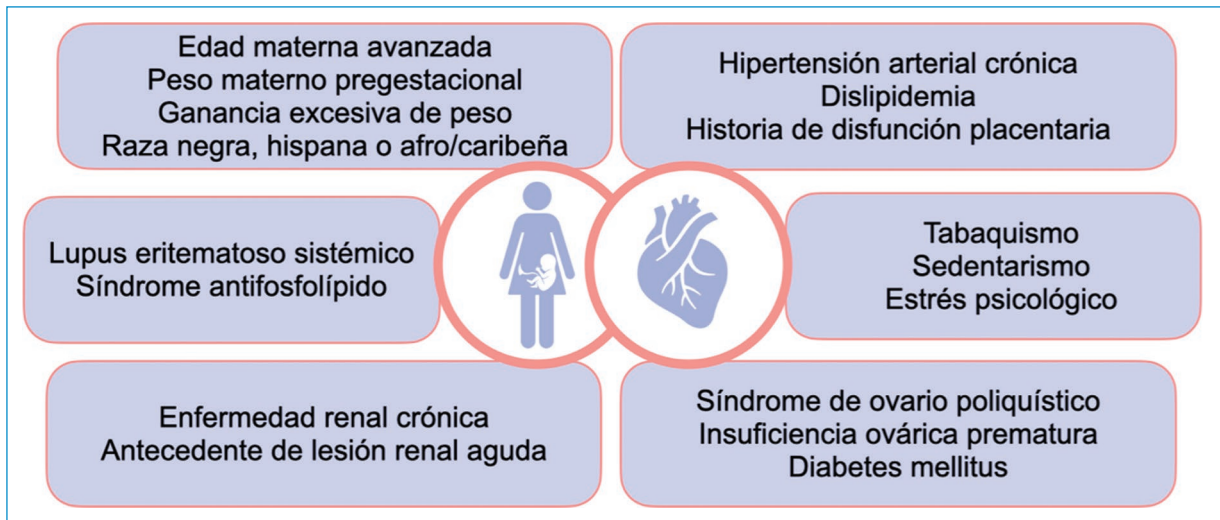 Edad materna avanzada
Peso materno pregestacional
Ganancia excesiva de peso
Raza negra, hispana o afro/caribeña
Hipertensión arterial crónica
Dislipidemia
Historia de disfunción placentaria
Lupus eritematoso sistémico
Síndrome antifosfolípido
Tabaquismo
Sedentarismo
Estrés psicológico
Enfermedad renal crónica
Antecedente de lesión renal aguda
Síndrome de ovario poliquístico
Insuficiencia ovárica prematura
Diabetes mellitus